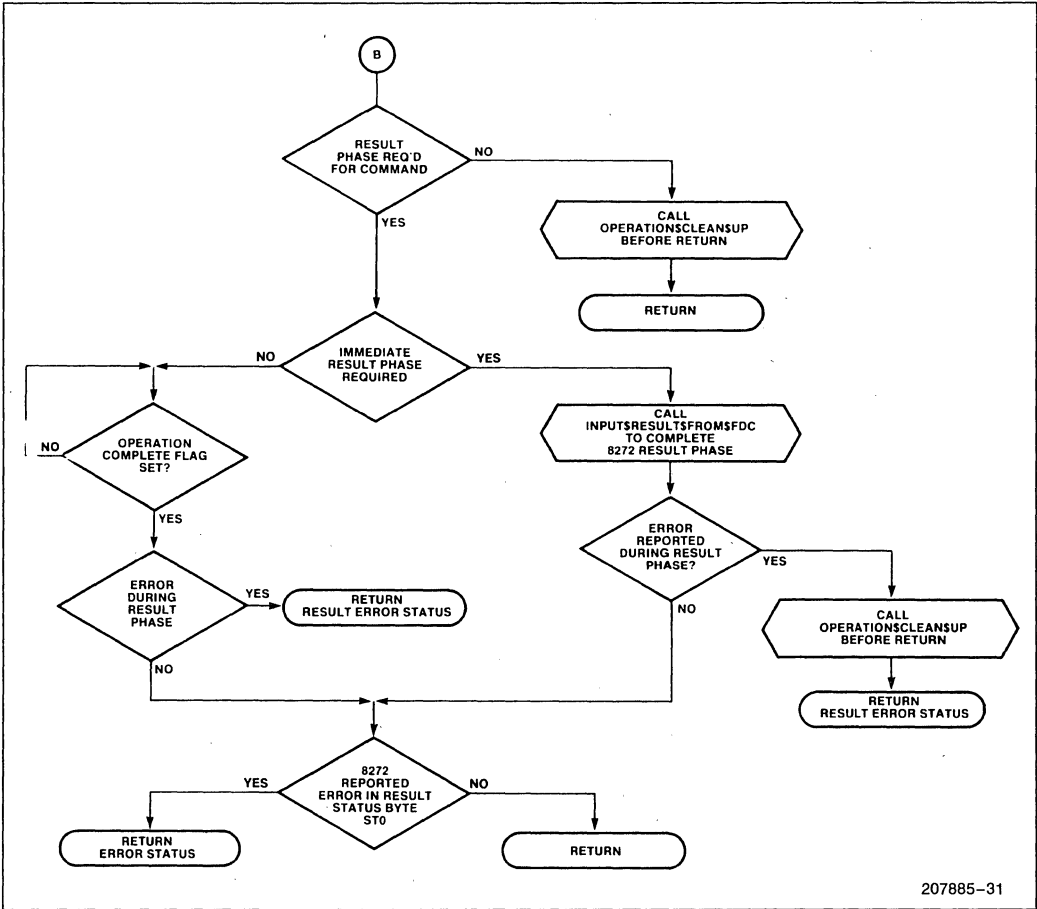 B
RESULT
PHASE REQ'D
FOR COMMAND
NO
YES
CALL
OPERATION$CLEAN$UP
BEFORE RETURN
RETURN
NO
IMMEDIATE
RESULT PHASE
REQUIRED
YES
CALL
INPUT$RESULT$FROM$FDC
TO COMPLETE
8272 RESULT PHASE
NO
OPERATION
COMPLETE FLAG
SET?
YES
ERROR
REPORTED
DURING RESULT
PHASE?
YES
NO
ERROR
DURING
RESULT
PHASE
YES
RETURN
RESULT ERROR STATUS
NO
CALL
OPERATION$CLEAN$UP
BEFORE RETURN
RETURN
RESULT ERROR STATUS
YES
8272
REPORTED
ERROR IN RESULT
STATUS BYTE
ST0
NO
RETURN
ERROR STATUS
RETURN
207885-31